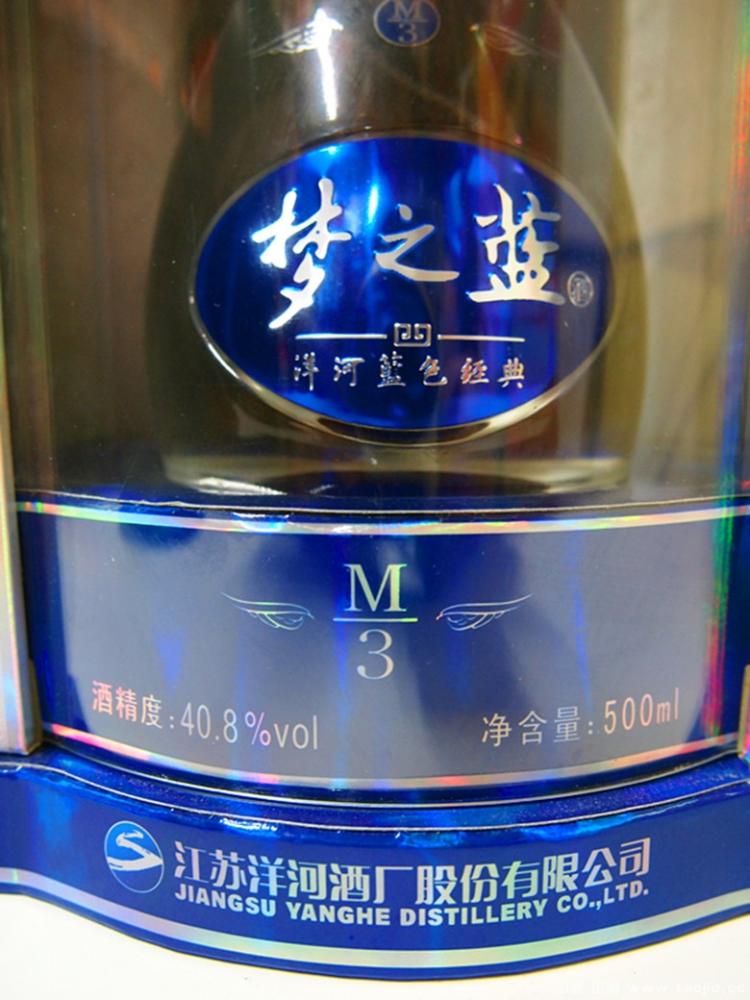 M
3
梦之蓝
洋河蓝色经典
M
3
酒精度:40.8%vol
净含量:500ml
江苏洋河酒厂股份有限公司
JIANGSU YANGHE DISTILLERY CO.,LTD.